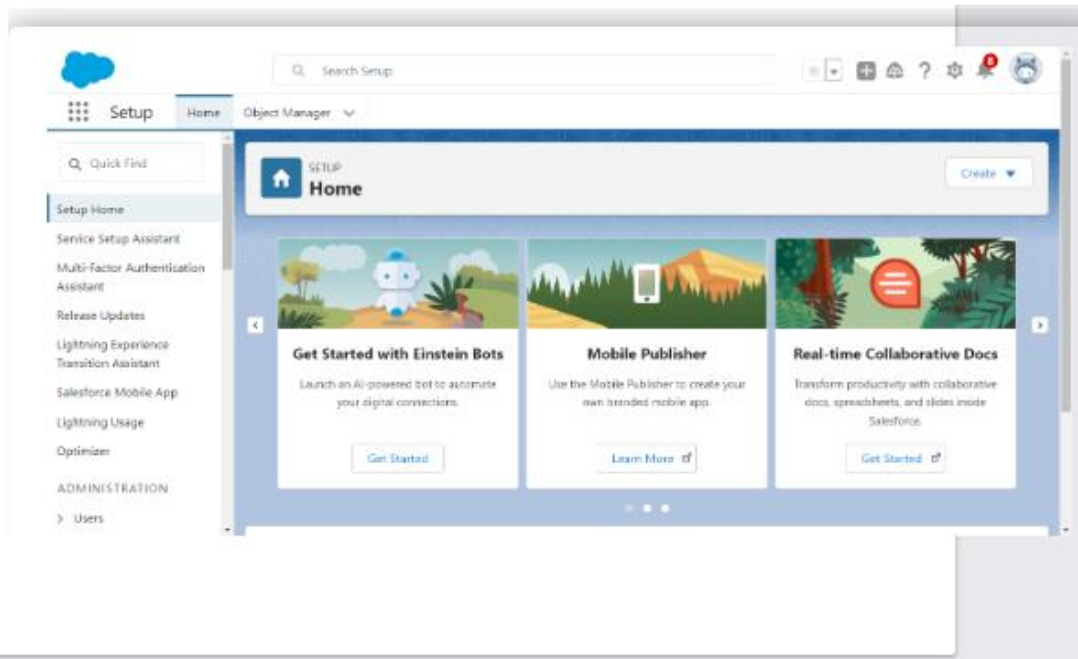 Search Setup
8
Setup
Home
Object Manager
Quick Find
SETUP
Home
Create
Setup Home
Service Setup Assistant
Multi-Factor Authentication
Assistant
Release Updates
Lightning Experience
Transition Assistant
Salesforce Mobile App
Lightning Usage
Optimizer
ADMINISTRATION
Users
Get Started with Einstein Bots
Launch an AI-powered bot to automate
your digital connections.
Get Started
Mobile Publisher
Use the Mobile Publisher to create your
own branded mobile app.
Learn More
Real-time Collaborative Docs
Transform productivity with collaborative
docs, spreadsheets, and slides inside
Salesforce.
Get Started